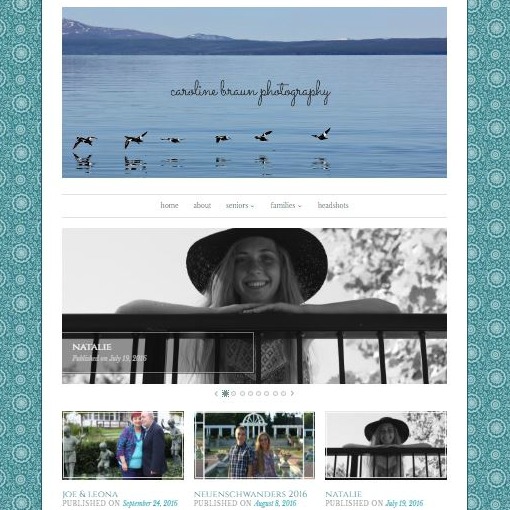 caroline braun photography
home about seniors families headshots
NATALIE
Published on July 19, 2016
JOE & LEONA NEUENSCHWANDERS 2016 NATALIE
PUBLISHED ON September 24, 2016 PUBLISHED ON August 8, 2016 PUBLISHED ON July 19, 2016